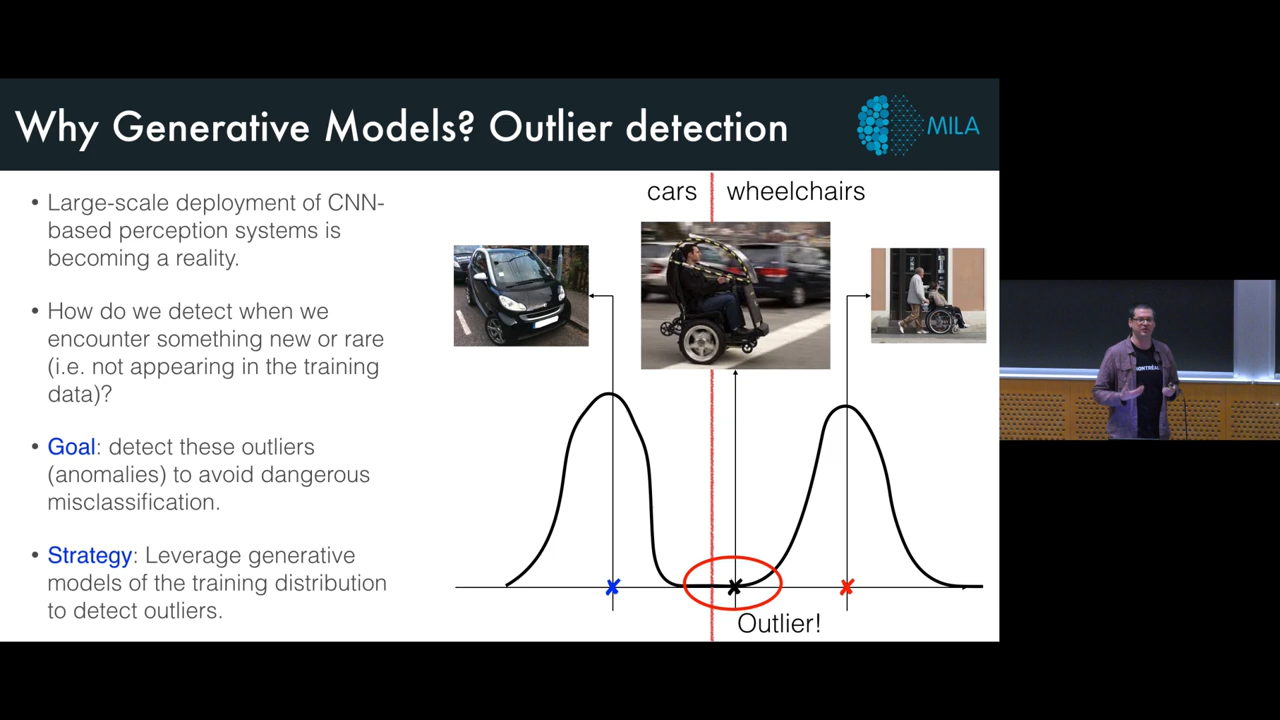 Why Generative Models? Outlier detection
MILA
• Large-scale deployment of CNN-
based perception systems is
becoming a reality.
• How do we detect when we
encounter something new or rare
(i.e. not appearing in the training
data)?
• Goal: detect these outliers
(anomalies) to avoid dangerous
misclassification.
• Strategy: Leverage generative
models of the training distribution
to detect outliers.
cars
wheelchairs
Outlier!
MONTRÉAL